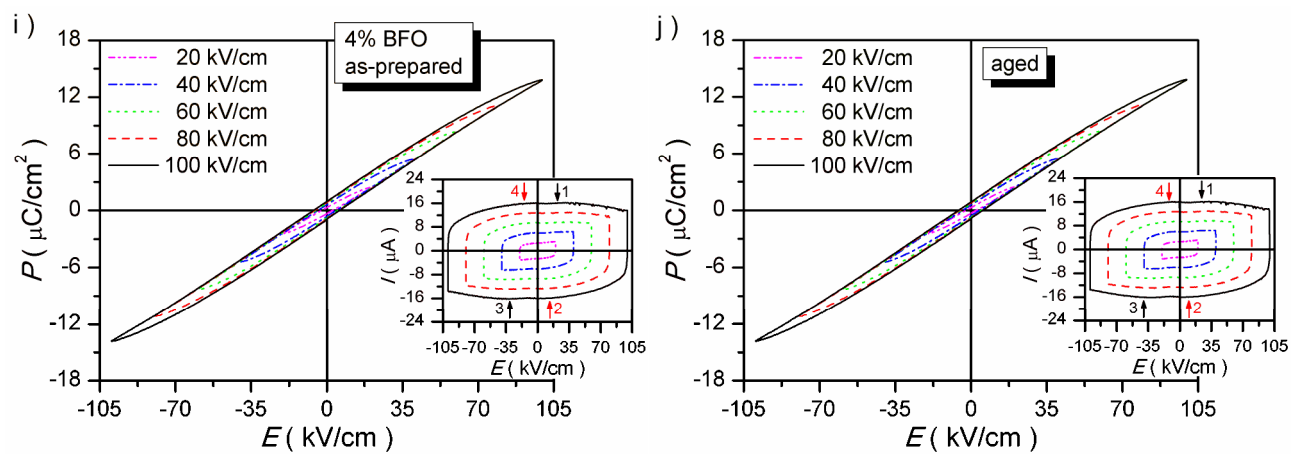 i )
4% BFO
as-prepared
20 kV/cm
40 kV/cm
60 kV/cm
80 kV/cm
100 kV/cm
P ( μC/cm²
18
12
6
0
-6
-12
-18
-105 -70 -35 0 35 70 105
E ( kV/cm)
I ( μA)
24
16
8
0
-8
-16
-24
4 1
3 2
-105 -70 -35 0 35 70 105
E ( kV/cm)
j )
aged
20 kV/cm
40 kV/cm
60 kV/cm
80 kV/cm
100 kV/cm
P ( μC/cm²
18
12
6
0
-6
-12
-18
-105 -70 -35 0 35 70 105
E ( kV/cm)
I ( μA)
24
16
8
0
-8
-16
-24
4 1
3 2
-105 -70 -35 0 35 70 105
E ( kV/cm)